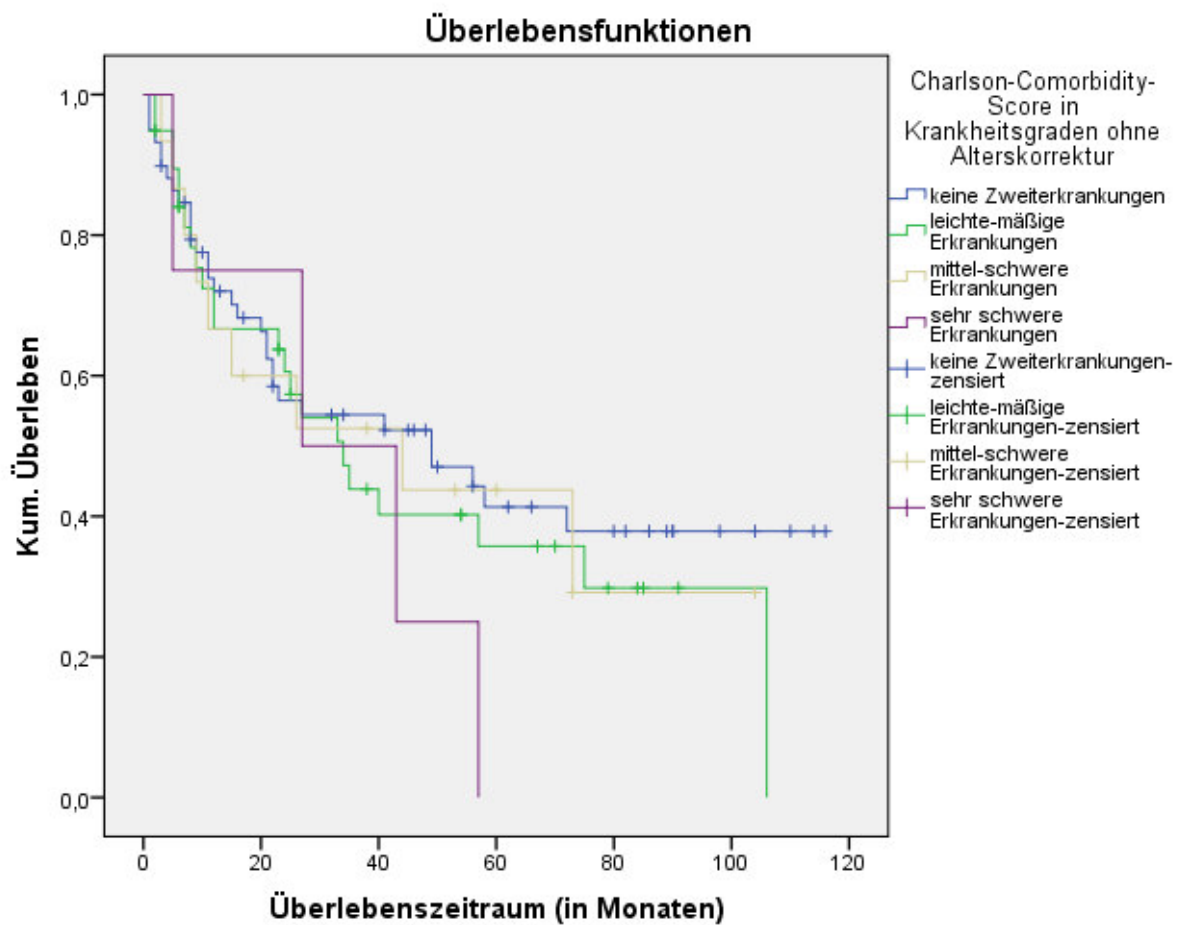 Überlebensfunktionen
Kum. Überleben
1,0
0,8
0,6
0,4
0,2
0,0
0 20 40 60 80 100 120
Überlebenszeitraum (in Monaten)
Charlson-Comorbidity-
Score in
Krankheitsgraden ohne
Alterskorrektur
keine Zweiterkrankungen
leichte-mäßige
Erkrankungen
mittel-schwere
Erkrankungen
sehr schwere
Erkrankungen
keine Zweiterkrankungen-
zensiert
leichte-mäßige
Erkrankungen-zensiert
mittel-schwere
Erkrankungen-zensiert
sehr schwere
Erkrankungen-zensiert